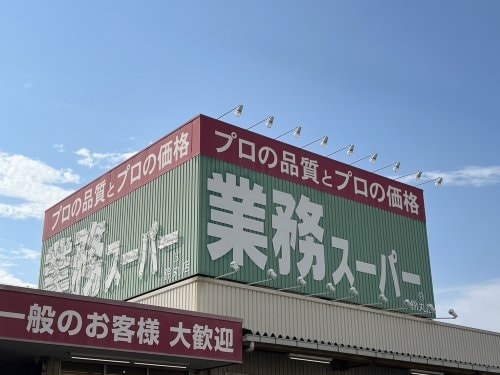 プロの品質とプロの価格
業務スーパー
プロの品質とプロの価格
業務スーパー
一般のお客様 大歓迎